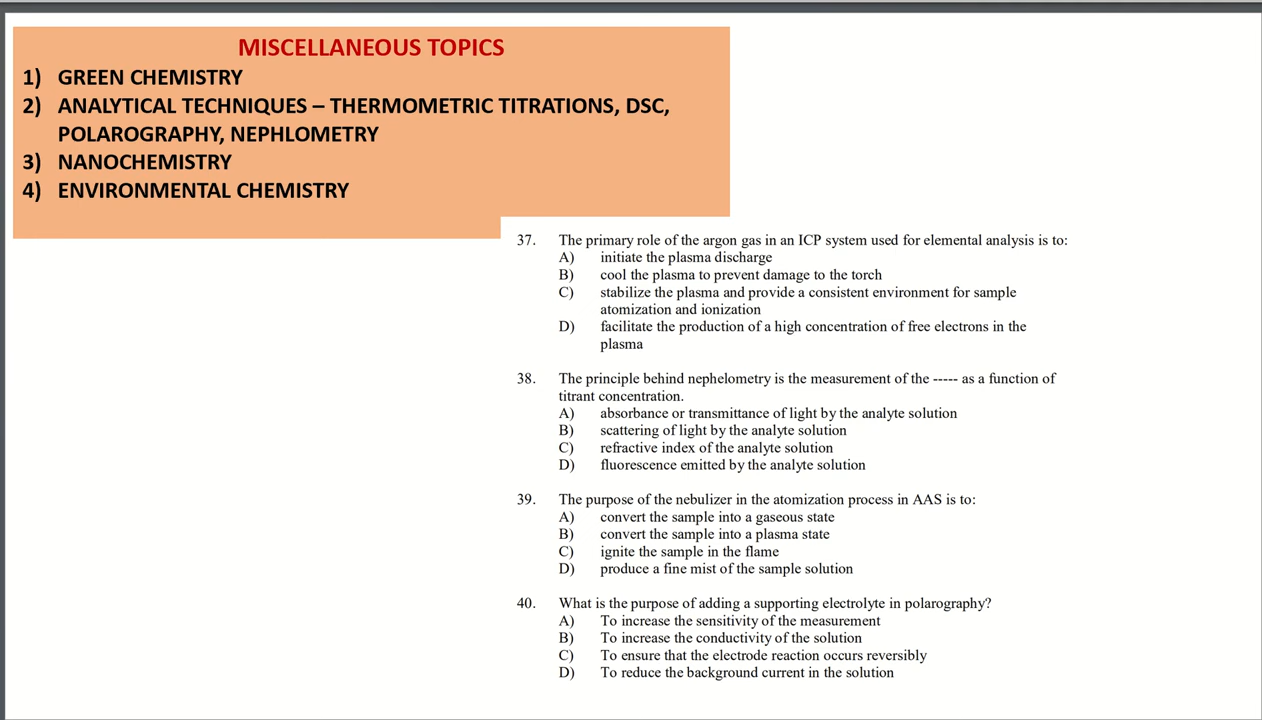 MISCELLANEOUS TOPICS
1) GREEN CHEMISTRY
2) ANALYTICAL TECHNIQUES – THERMOMETRIC TITRATIONS, DSC,
POLAROGRAPHY, NEPHLOMETRY
3) NANOCHEMISTRY
4) ENVIRONMENTAL CHEMISTRY
37. The primary role of the argon gas in an ICP system used for elemental analysis is to:
A) initiate the plasma discharge
B) cool the plasma to prevent damage to the torch
C) stabilize the plasma and provide a consistent environment for sample
atomization and ionization
D) facilitate the production of a high concentration of free electrons in the
plasma
38. The principle behind nephelometry is the measurement of the ----- as a function of
titrant concentration.
A) absorbance or transmittance of light by the analyte solution
B) scattering of light by the analyte solution
C) refractive index of the analyte solution
D) fluorescence emitted by the analyte solution
39. The purpose of the nebulizer in the atomization process in AAS is to:
A) convert the sample into a gaseous state
B) convert the sample into a plasma state
C) ignite the sample in the flame
D) produce a fine mist of the sample solution
40. What is the purpose of adding a supporting electrolyte in polarography?
A) To increase the sensitivity of the measurement
B) To increase the conductivity of the solution
C) To ensure that the electrode reaction occurs reversibly
D) To reduce the background current in the solution